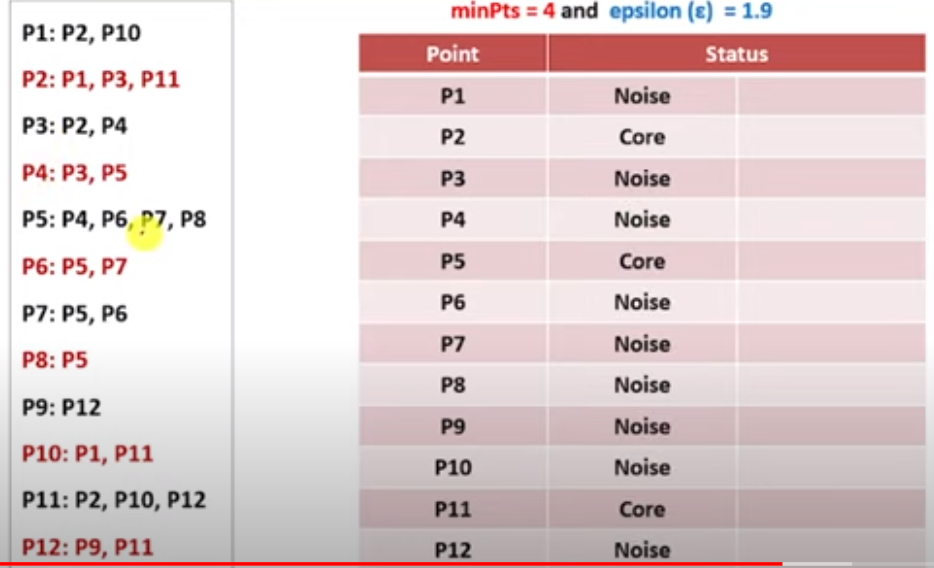 minPts = 4 and epsilon (ε) = 1.9
P1: P2, P10
P2: P1, P3, P11
P3: P2, P4
P4: P3, P5
P5: P4, P6, P7, P8
P6: P5, P7
P7: P5, P6
P8: P5
P9: P12
P10: P1, P11
P11: P2, P10, P12
P12: P9, P11
Point Status
P1 Noise
P2 Core
P3 Noise
P4 Noise
P5 Core
P6 Noise
P7 Noise
P8 Noise
P9 Noise
P10 Noise
P11 Core
P12 Noise